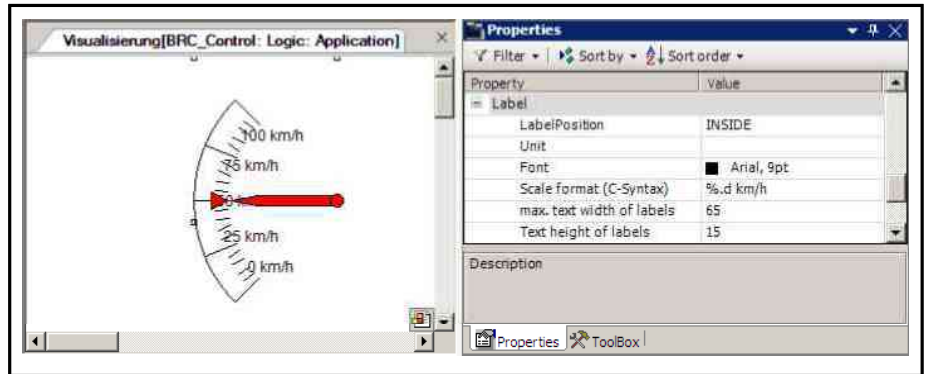 Visualisierung[BRC_Control: Logic: Application]
100 km/h
75 km/h
25 km/h
0 km/h
Properties
Filter
Sort by
Sort order
Property Value
Label
LabelPosition INSIDE
Unit
Font Arial, 9pt
Scale format (C-Syntax) %.d km/h
max. text width of labels 65
Text height of labels 15
Description
Properties ToolBox